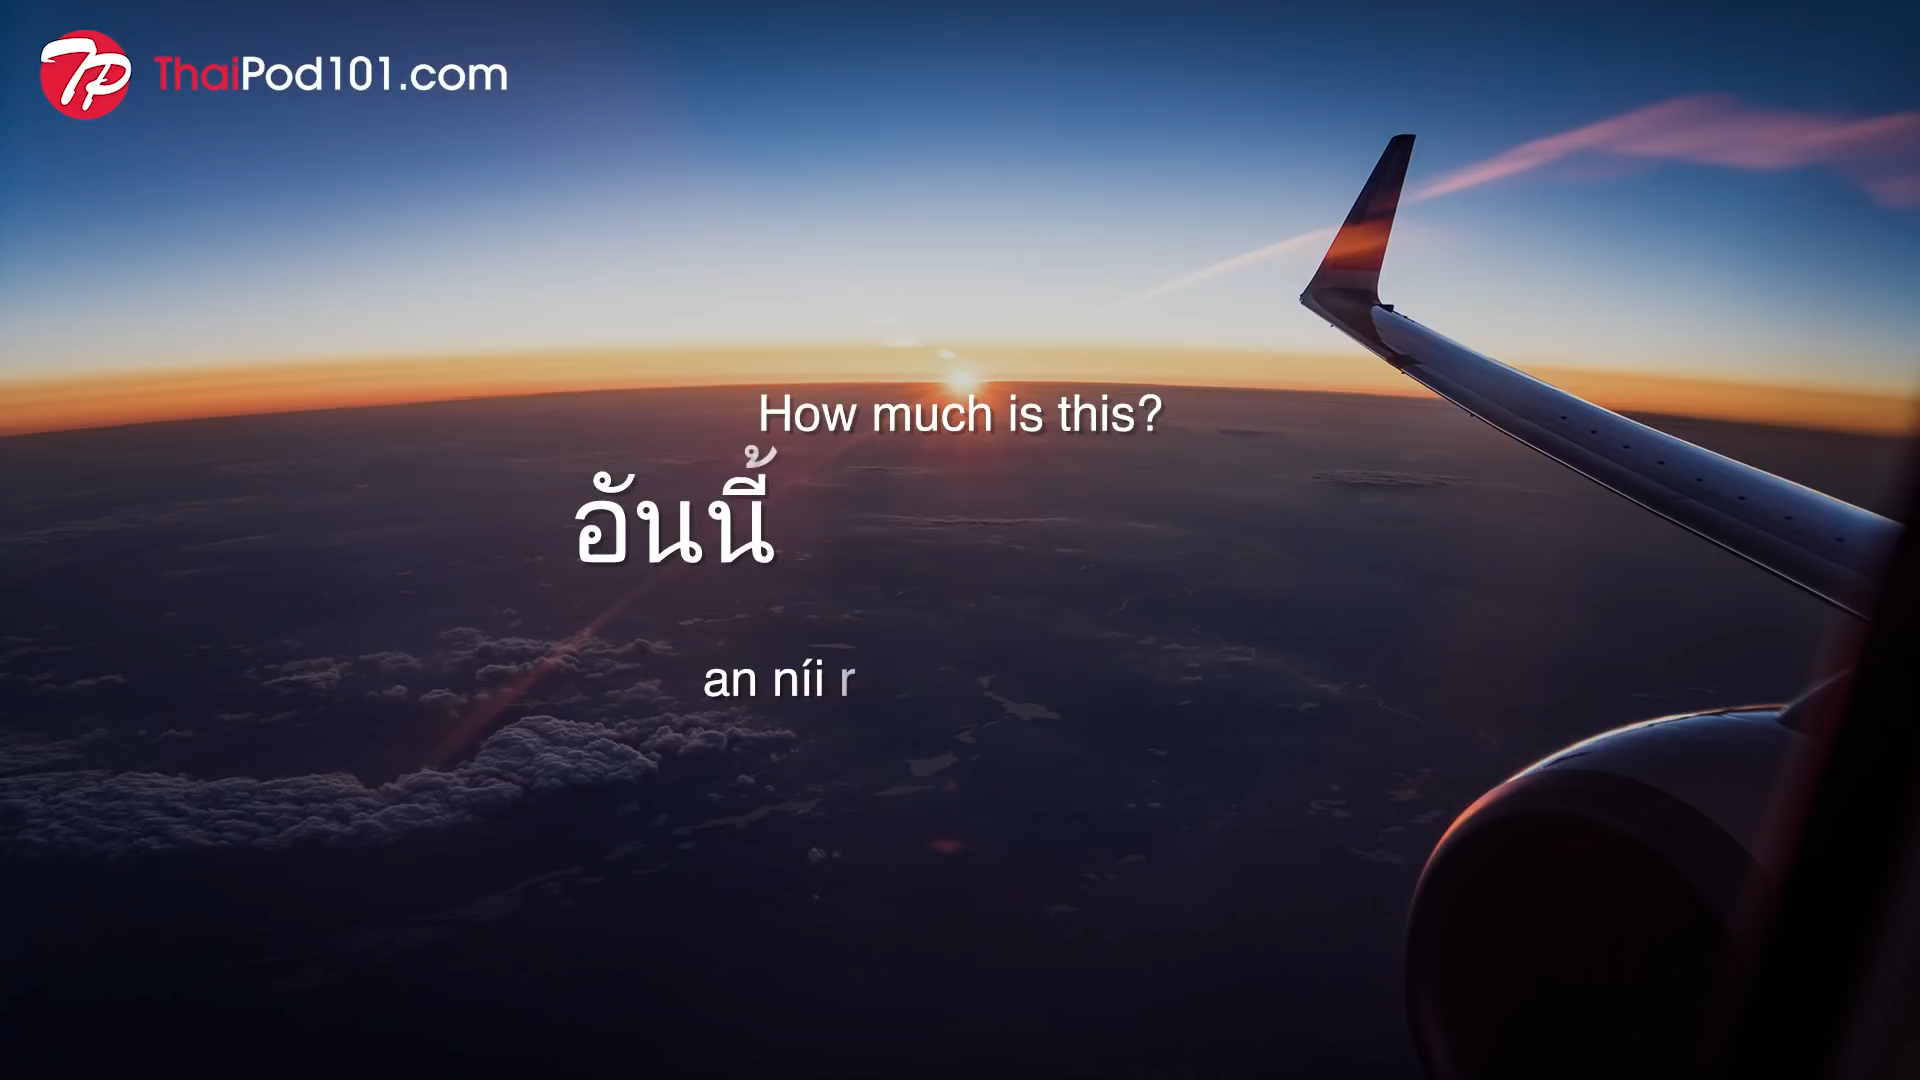 ThaiPod101.com
How much is this?
อันนี้
an níi r